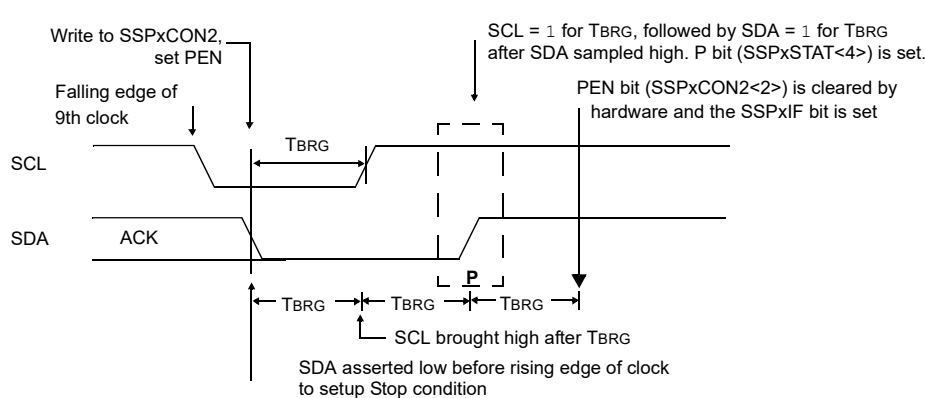 Write to SSPxCON2,
set PEN
SCL = 1 for TBRG, followed by SDA = 1 for TBRG
after SDA sampled high. P bit (SSPxSTAT<4>) is set.
Falling edge of
9th clock
PEN bit (SSPxCON2<2>) is cleared by
hardware and the SSPxIF bit is set
TBRG
SCL
SDA
ACK
P
TBRG
TBRG
TBRG
SCL brought high after TBRG
SDA asserted low before rising edge of clock
to setup Stop condition